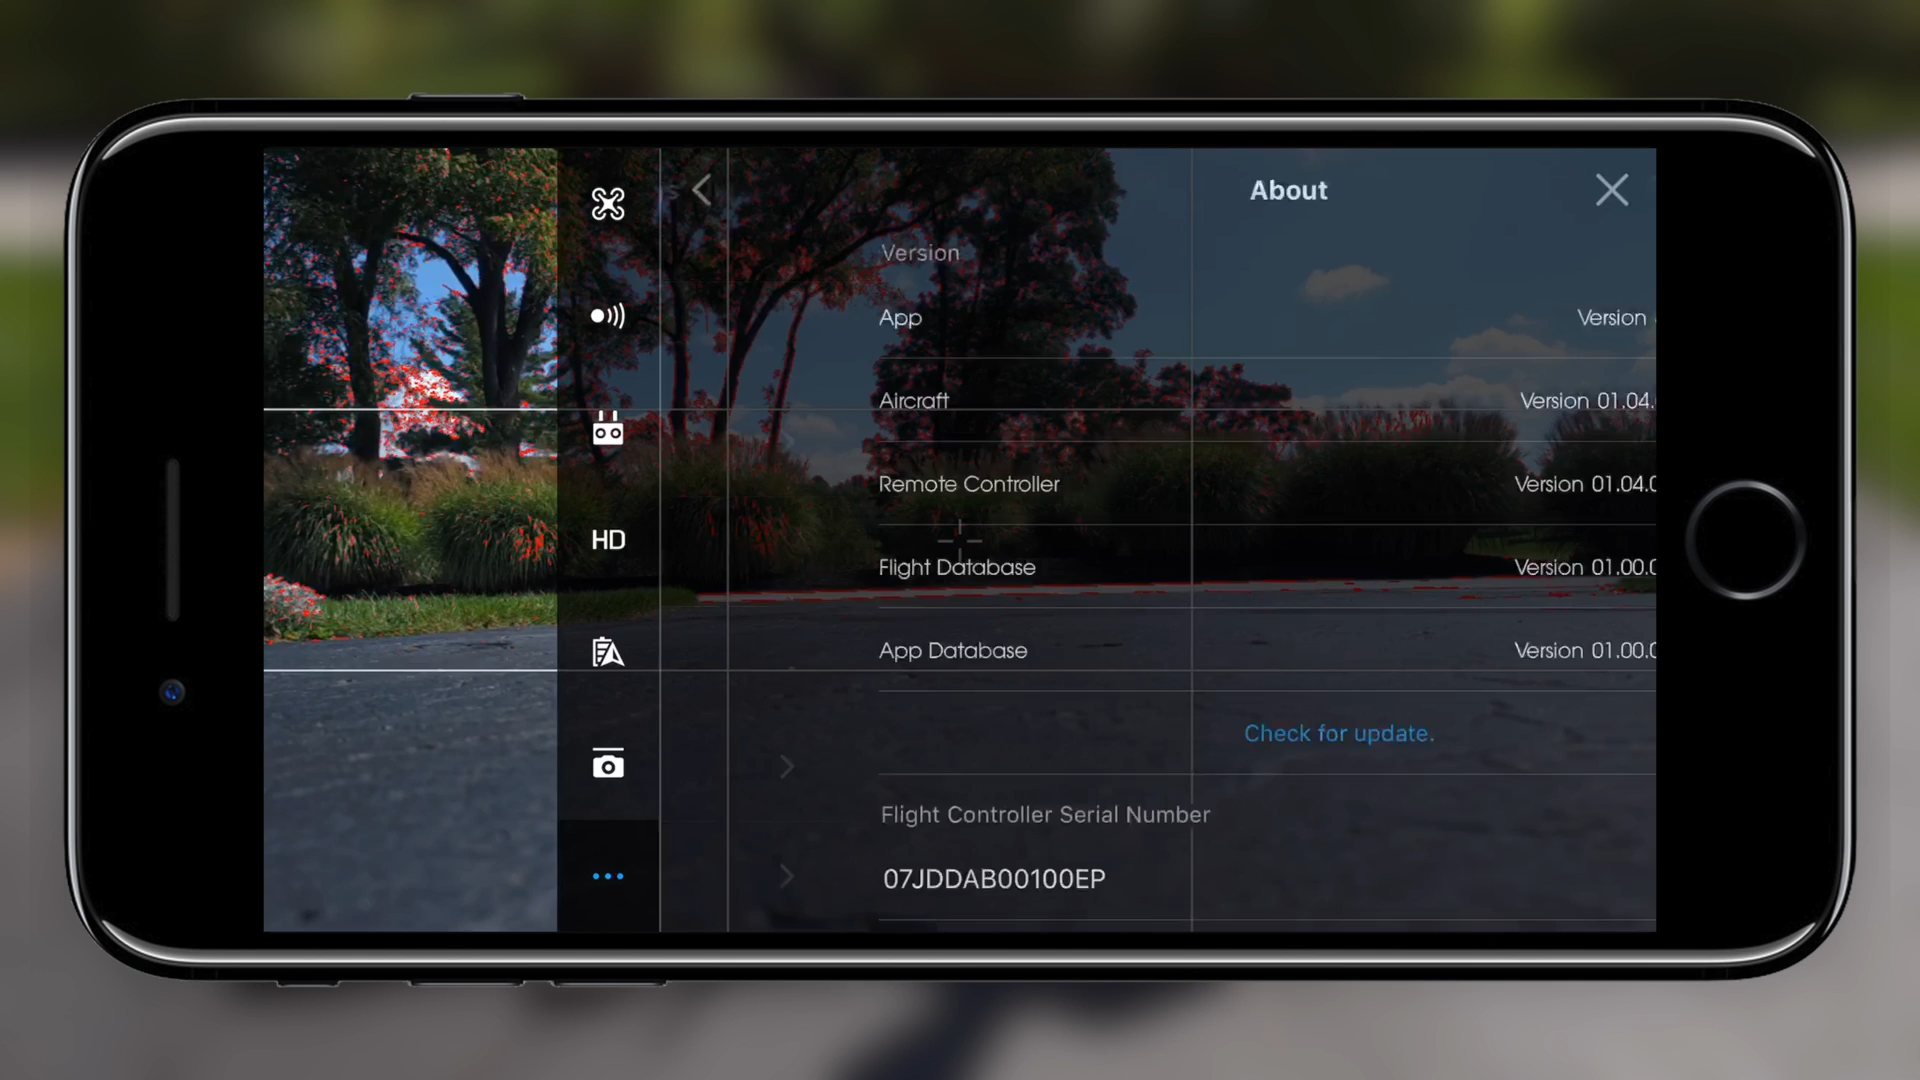 About
Version
App Version
Aircraft Version 01.04.
Remote Controller Version 01.04.0
HD
Flight Database Version 01.00.0
App Database Version 01.00.0
Check for update.
Flight Controller Serial Number
07JDDAB00100EP